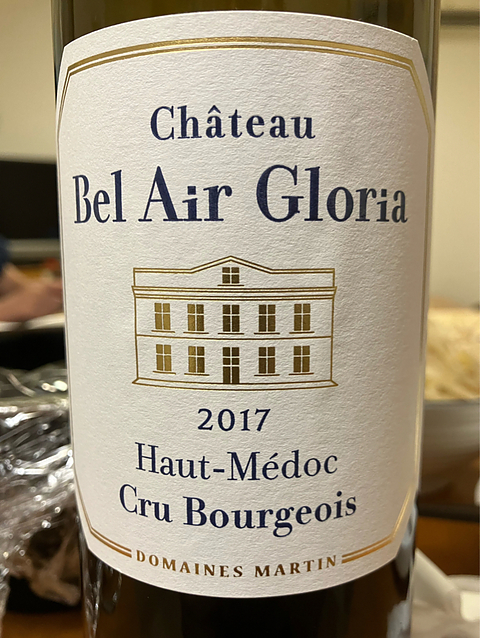 Château
Bel Air Gloria
2017
Haut-Médoc
Cru Bourgeois
DOMAINES MARTIN